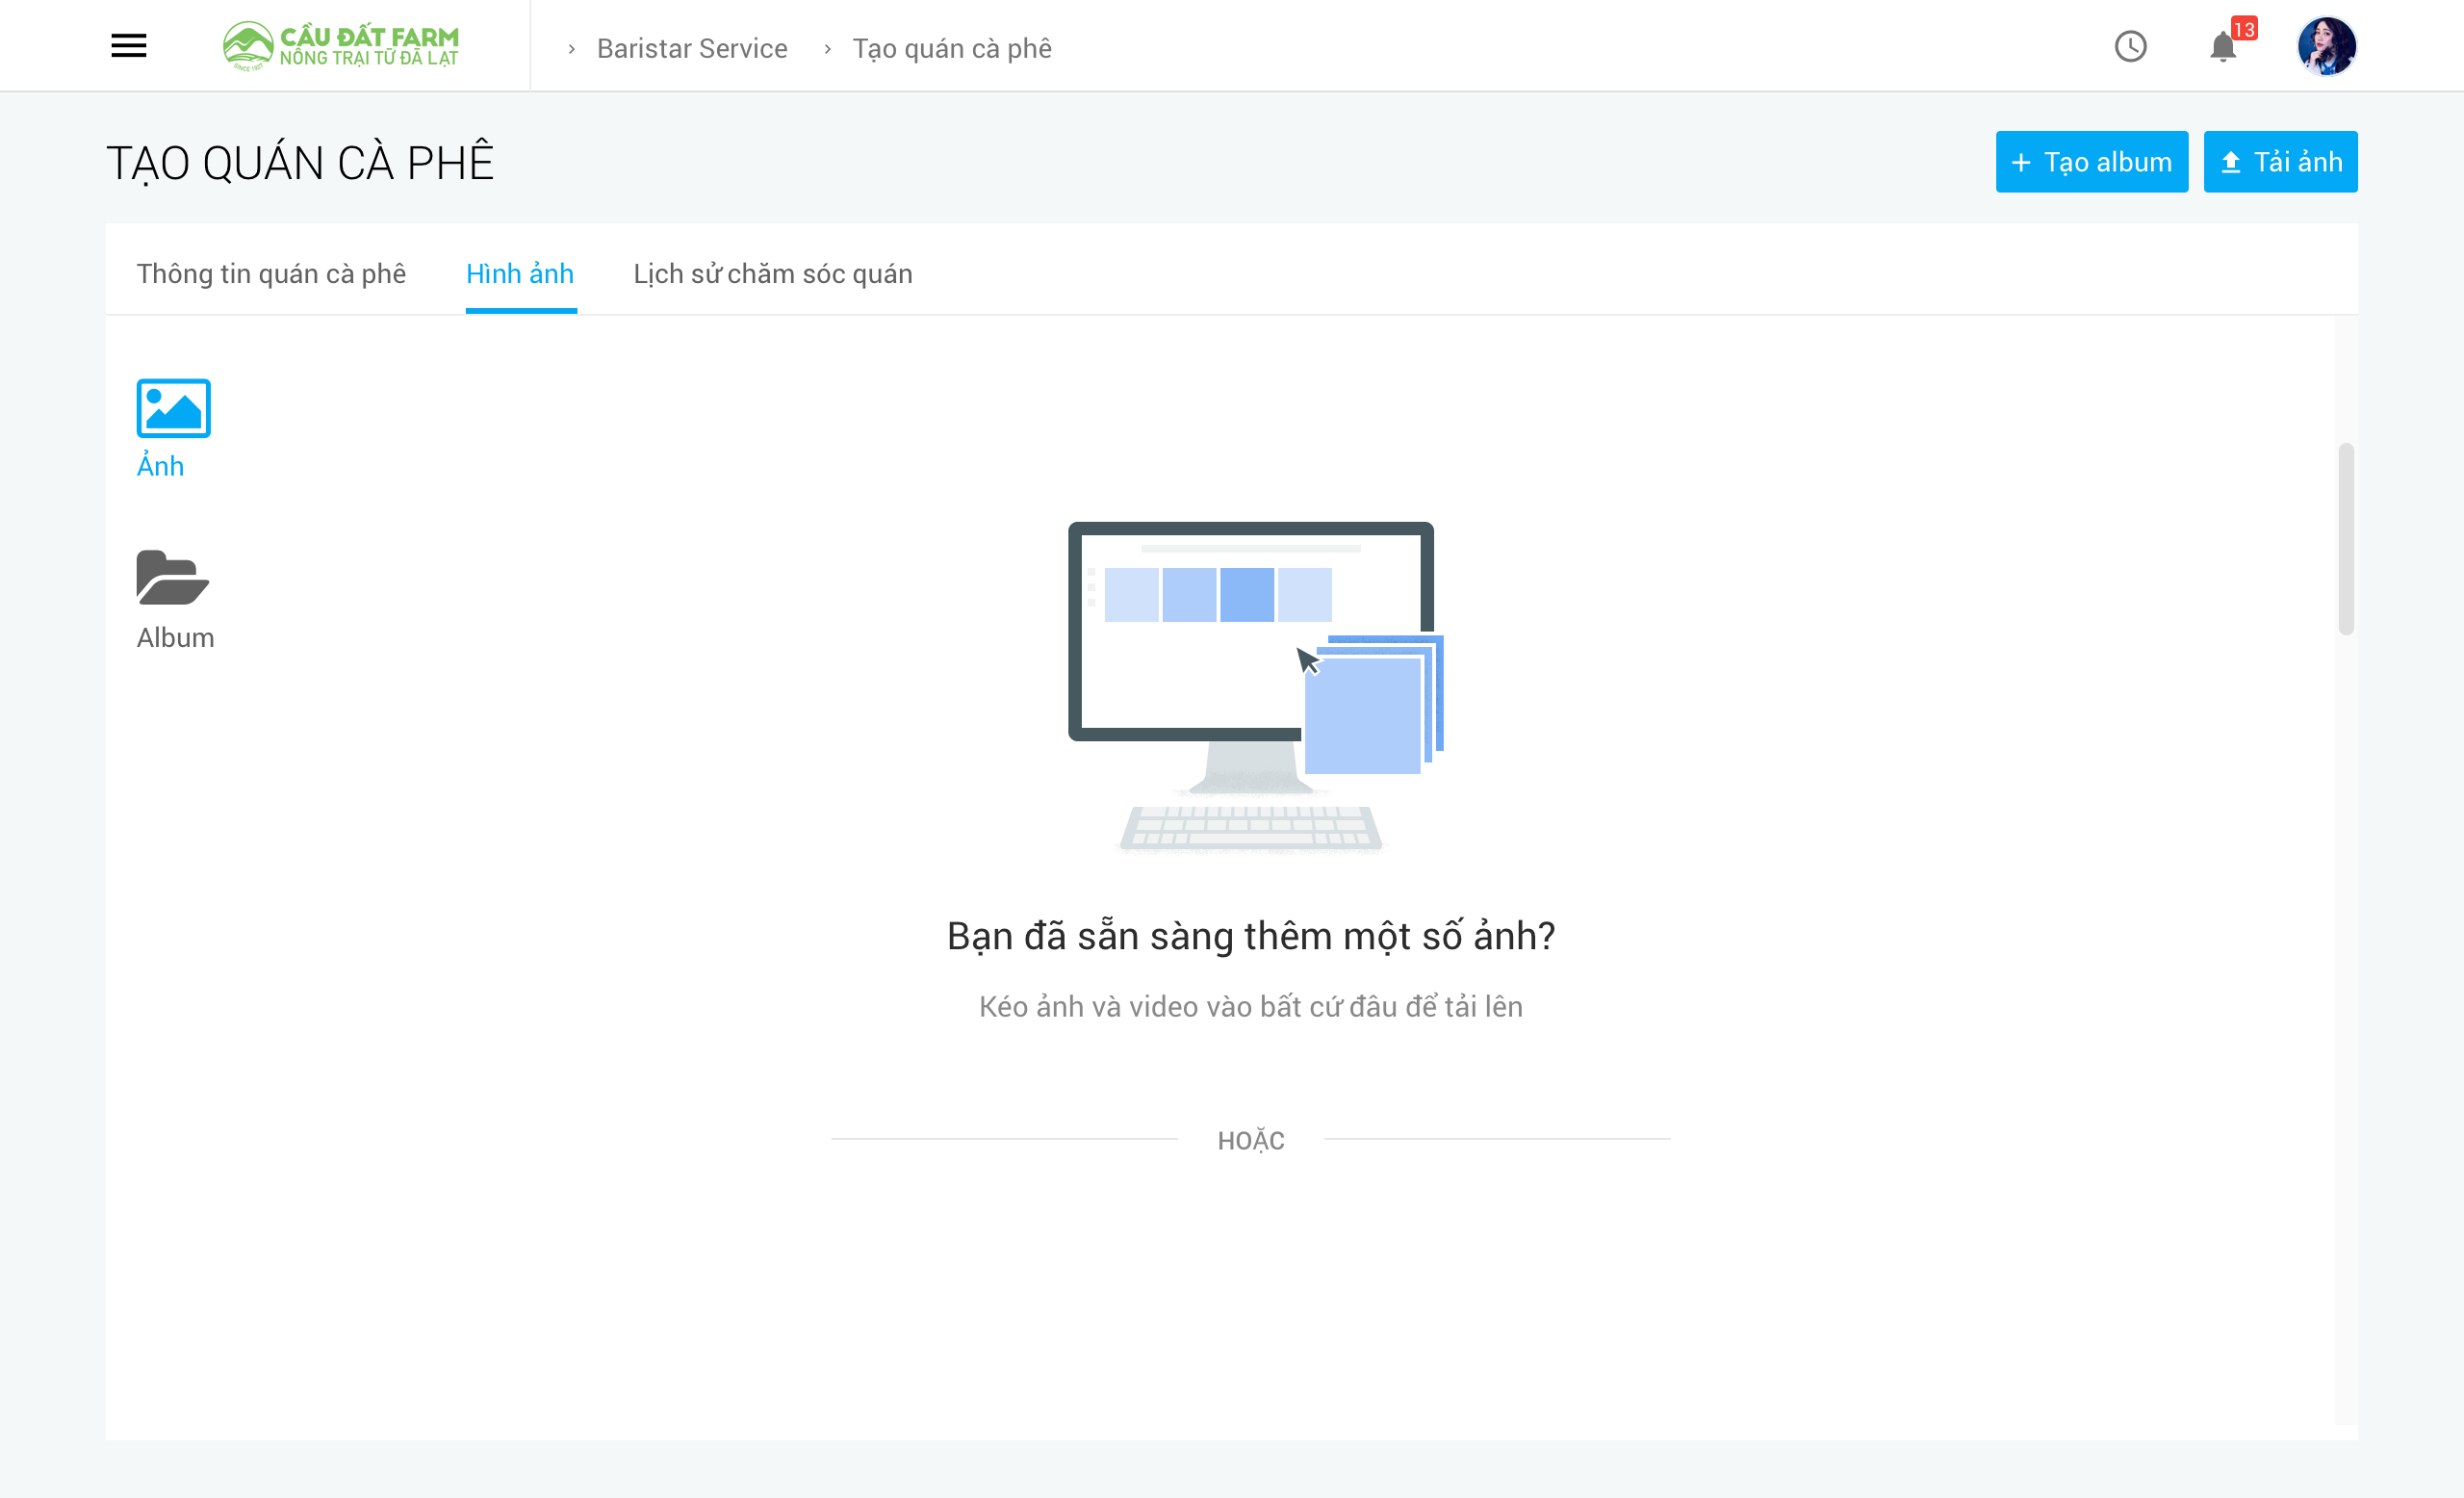 CẦU ĐẤT FARM
NÔNG TRẠI TỪ ĐÀ LẠT
SINCE 1927
› Baristar Service › Tạo quán cà phê
13
TẠO QUÁN CÀ PHÊ
+ Tạo album
Tải ảnh
Thông tin quán cà phê
Hình ảnh
Lịch sử chăm sóc quán
Ảnh
Album
Bạn đã sẵn sàng thêm một số ảnh?
Kéo ảnh và video vào bất cứ đâu để tải lên
HOẶC